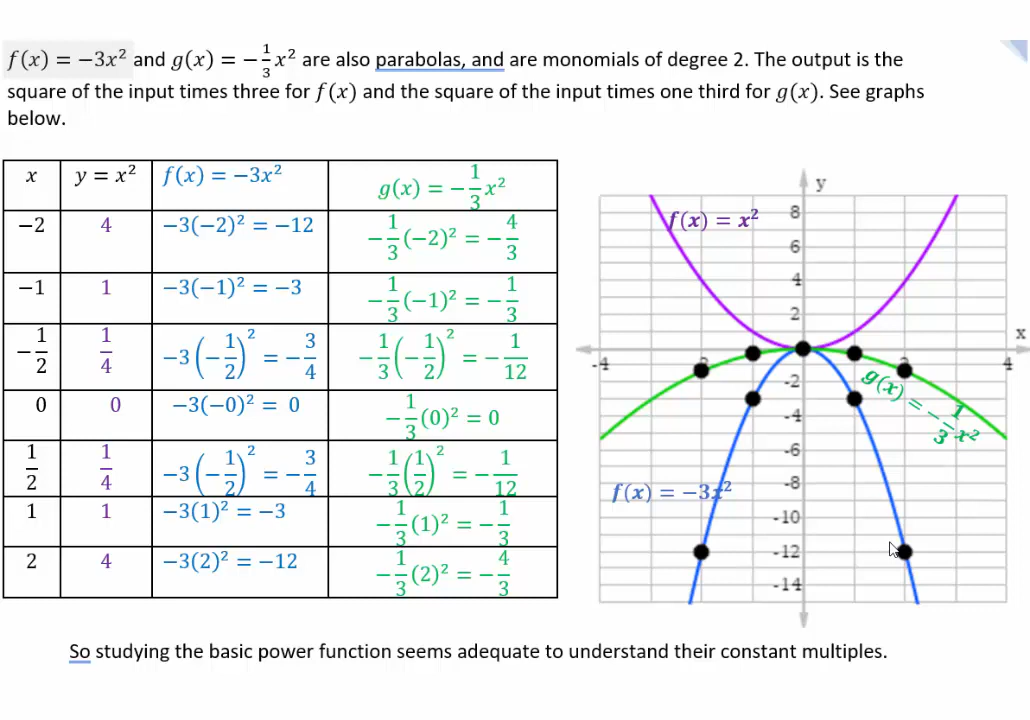 f(x) = −3x² and g(x) = −1/3 x² are also parabolas, and are monomials of degree 2. The output is the
square of the input times three for f(x) and the square of the input times one third for g(x). See graphs
below.
x | y = x² | f(x) = −3x² | g(x) = −1/3 x²
−2 | 4 | −3(−2)² = −12 | −1/3 (−2)² = −4/3
−1 | 1 | −3(−1)² = −3 | −1/3 (−1)² = −1/3
−1/2 | 1/4 | −3(−1/2)² = −3/4 | −1/3 (−1/2)² = −1/12
0 | 0 | −3(−0)² = 0 | −1/3 (0)² = 0
1/2 | 1/4 | −3(−1/2)² = −3/4 | −1/3 (1/2)² = −1/12
1 | 1 | −3(1)² = −3 | −1/3 (1)² = −1/3
2 | 4 | −3(2)² = −12 | −1/3 (2)² = −4/3
y
f(x) = x²
8
6
4
2
x
-4
4
-2
-4
-6
-8
-10
-12
-14
g(x) = −1/3 x²
f(x) = −3x²
So studying the basic power function seems adequate to understand their constant multiples.